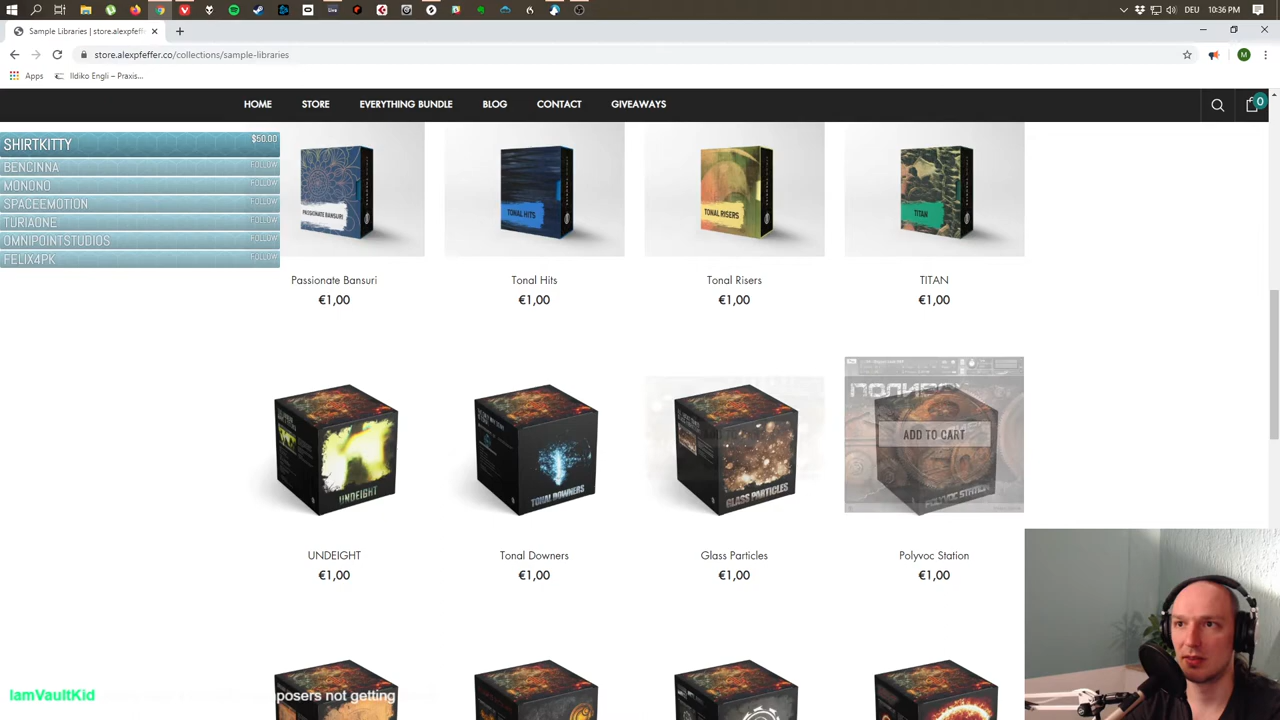 DEU 10:36 PM
Sample Libraries | store.alexpfeff
store.alexpfeffer.co/collections/sample-libraries
Apps
Ildiko Engli – Praxis...
HOME STORE EVERYTHING BUNDLE BLOG CONTACT GIVEAWAYS
0
SHIRTKITTY $50.00
BENCINNA FOLLOW
MONONO FOLLOW
SPACEEMOTION FOLLOW
TURIAONE FOLLOW
OMNIPOINTSTUDIOS FOLLOW
FELIX4PK FOLLOW
PASSIONATE BANSURI
TONAL HITS
TONAL RISERS
TITAN
Passionate Bansuri
€1,00
Tonal Hits
€1,00
Tonal Risers
€1,00
TITAN
€1,00
UNDEIGHT
TONAL DOWNERS
GLASS PARTICLES
ПОЛИВОК
ADD TO CART
POLYVOC STATION
UNDEIGHT
€1,00
Tonal Downers
€1,00
Glass Particles
€1,00
Polyvoc Station
€1,00
IamVaultKid posers not getting